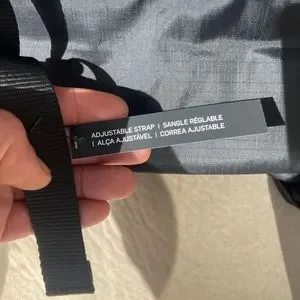 ADJUSTABLE STRAP | SANGLE RÉGLABLE
| ALÇA AJUSTÁVEL | CORREA AJUSTABLE